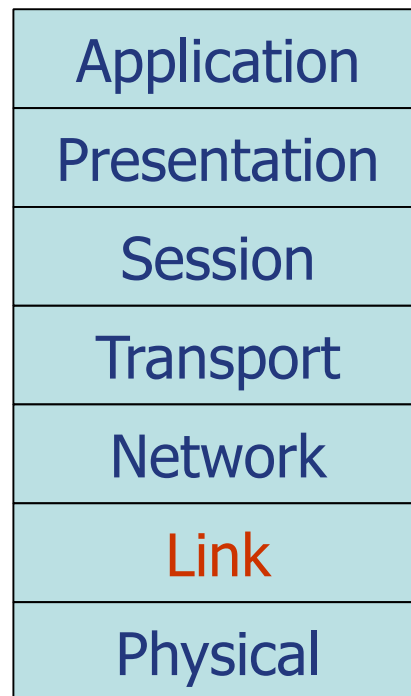 Application
Presentation
Session
Transport
Network
Link
Physical